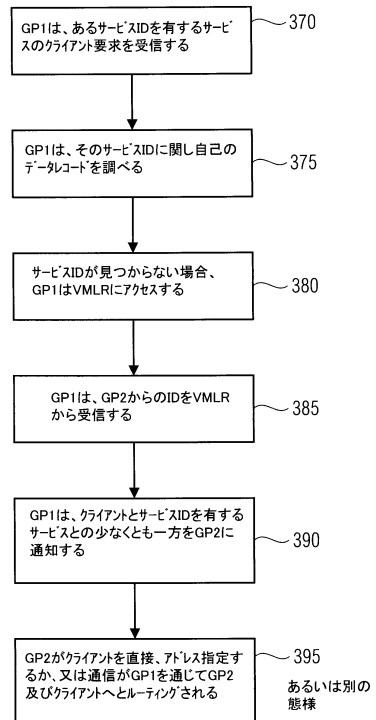 GP1は、あるサービスIDを有するサービ
スのクライアント要求を受信する
370
GP1は、そのサービスIDに関し自己の
データレコードを調べる
375
サービスIDが見つからない場合、
GP1はVMLRにアクセスする
380
GP1は、GP2からのIDをVMLR
から受信する
385
GP1は、クライアントとサービスIDを有する
サービスとの少なくとも一方をGP2に
通知する
390
GP2がクライアントを直接、アドレス指定す
るか、又は通信がGP1を通じてGP2
及びクライアントへとルーティングされる
395
あるいは別の
態様